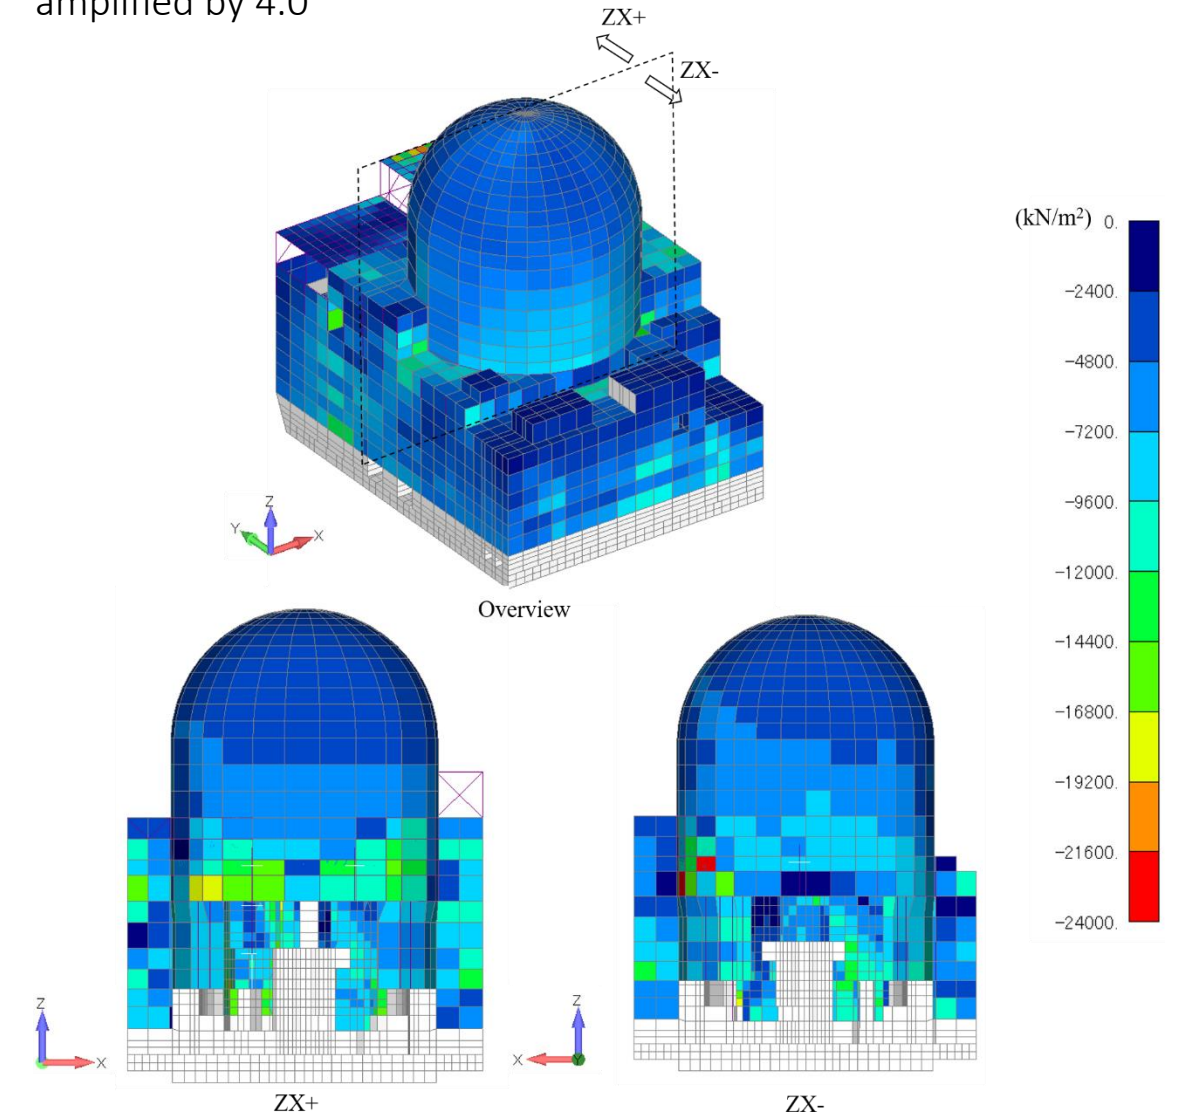 amplified by 4.0
ZX+
ZX-
(kN/m²) 0.
−2400.
−4800.
−7200.
−9600.
−12000.
−14400.
−16800.
−19200.
−21600.
−24000.
Z
Y
X
Overview
Z
X
ZX+
Z
Y
X
ZX-